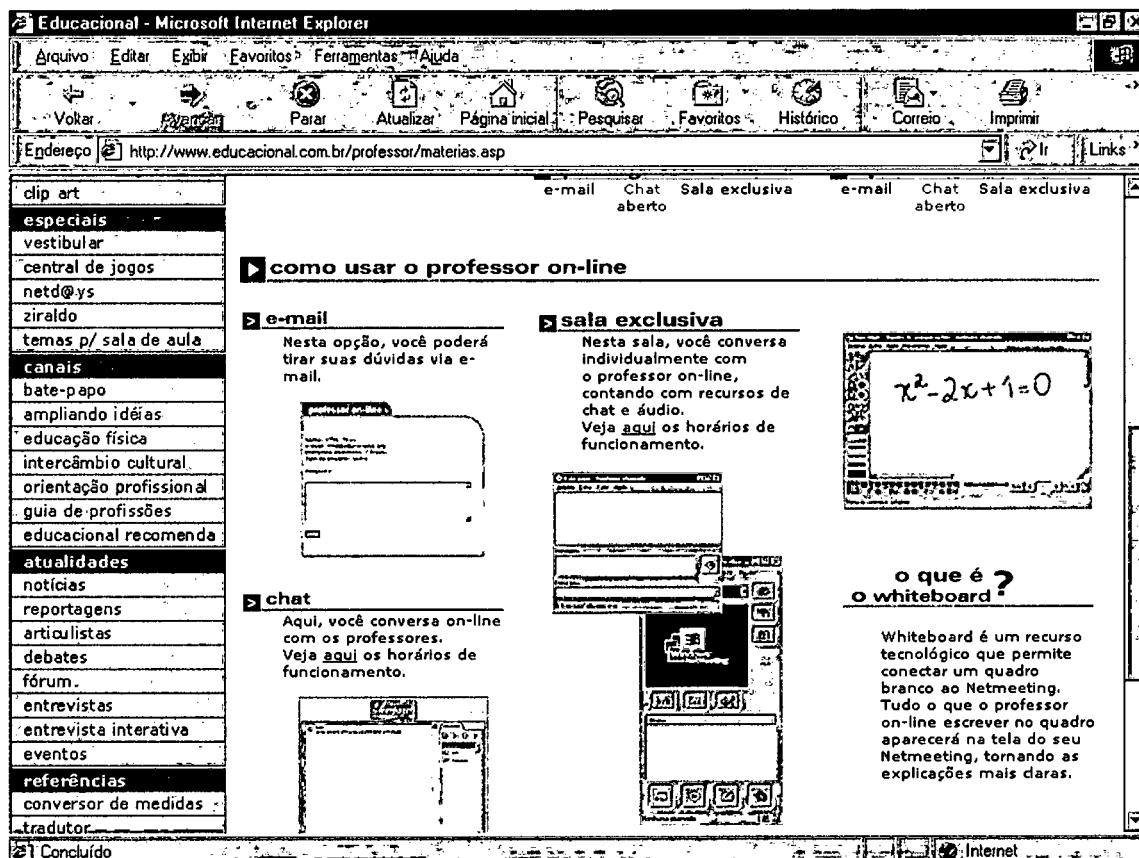 Educacional - Microsoft Internet Explorer
Arquivo Editar Exibir Favoritos Ferramentas Ajuda
Voltar Avançar Parar Atualizar Página inicial Pesquisar Favoritos Histórico Correio Imprimir
Endereço http://www.educacional.com.br/professor/materias.asp Ir Links
clip art
especiais
vestibular
central de jogos
netd@ys
ziraldo
temas p/ sala de aula
canais
bate-papo
ampliando idéias
educação física
intercâmbio cultural
orientação profissional
guia de profissões
educacional recomenda
atualidades
notícias
reportagens
articulistas
debates
fórum
entrevistas
entrevista interativa
eventos
referências
conversor de medidas
tradutor
e-mail Chat aberto Sala exclusiva
e-mail Chat aberto Sala exclusiva
como usar o professor on-line
e-mail
Nesta opção, você poderá
tirar suas dúvidas via e-
mail.
professor on-line
chat
Aqui, você conversa on-line
com os professores.
Veja aqui os horários de
funcionamento.
sala exclusiva
Nesta sala, você conversa
individualmente com
o professor on-line,
contando com recursos de
chat e áudio.
Veja aqui os horários de
funcionamento.
x²-2x+1=0
o que é
o whiteboard?
Whiteboard é um recurso
tecnológico que permite
conectar um quadro
branco ao Netmeeting.
Tudo o que o professor
on-line escrever no quadro
aparecerá na tela do seu
Netmeeting, tornando as
explicações mais claras.
Concluído Internet